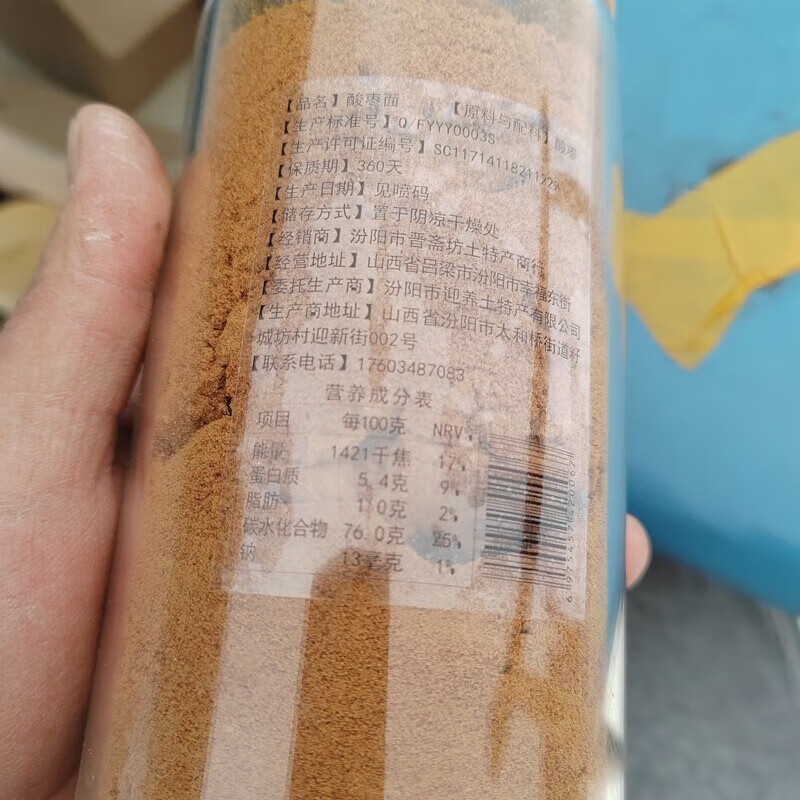 【品名】酸枣面 【原料与配料】酸枣
【生产标准号】Q/FYYY0003S
【生产许可证编号】SC11714118211229
【保质期】360天
【生产日期】见喷码
【储存方式】置于阴凉干燥处
【经销商】汾阳市晋斋坊土特产商行
【经营地址】山西省吕梁市汾阳市幸福东街
【委托生产商】汾阳市迎养土特产有限公司
【生产商地址】山西省汾阳市太和桥街道籽
城坊村迎新街002号
【联系电话】17603487083
营养成分表
项目 每100克 NRV%
能量 1421千焦 17%
蛋白质 5.4克 9%
脂肪 1.0克 2%
碳水化合物 76.0克 25%
钠 13毫克 1%